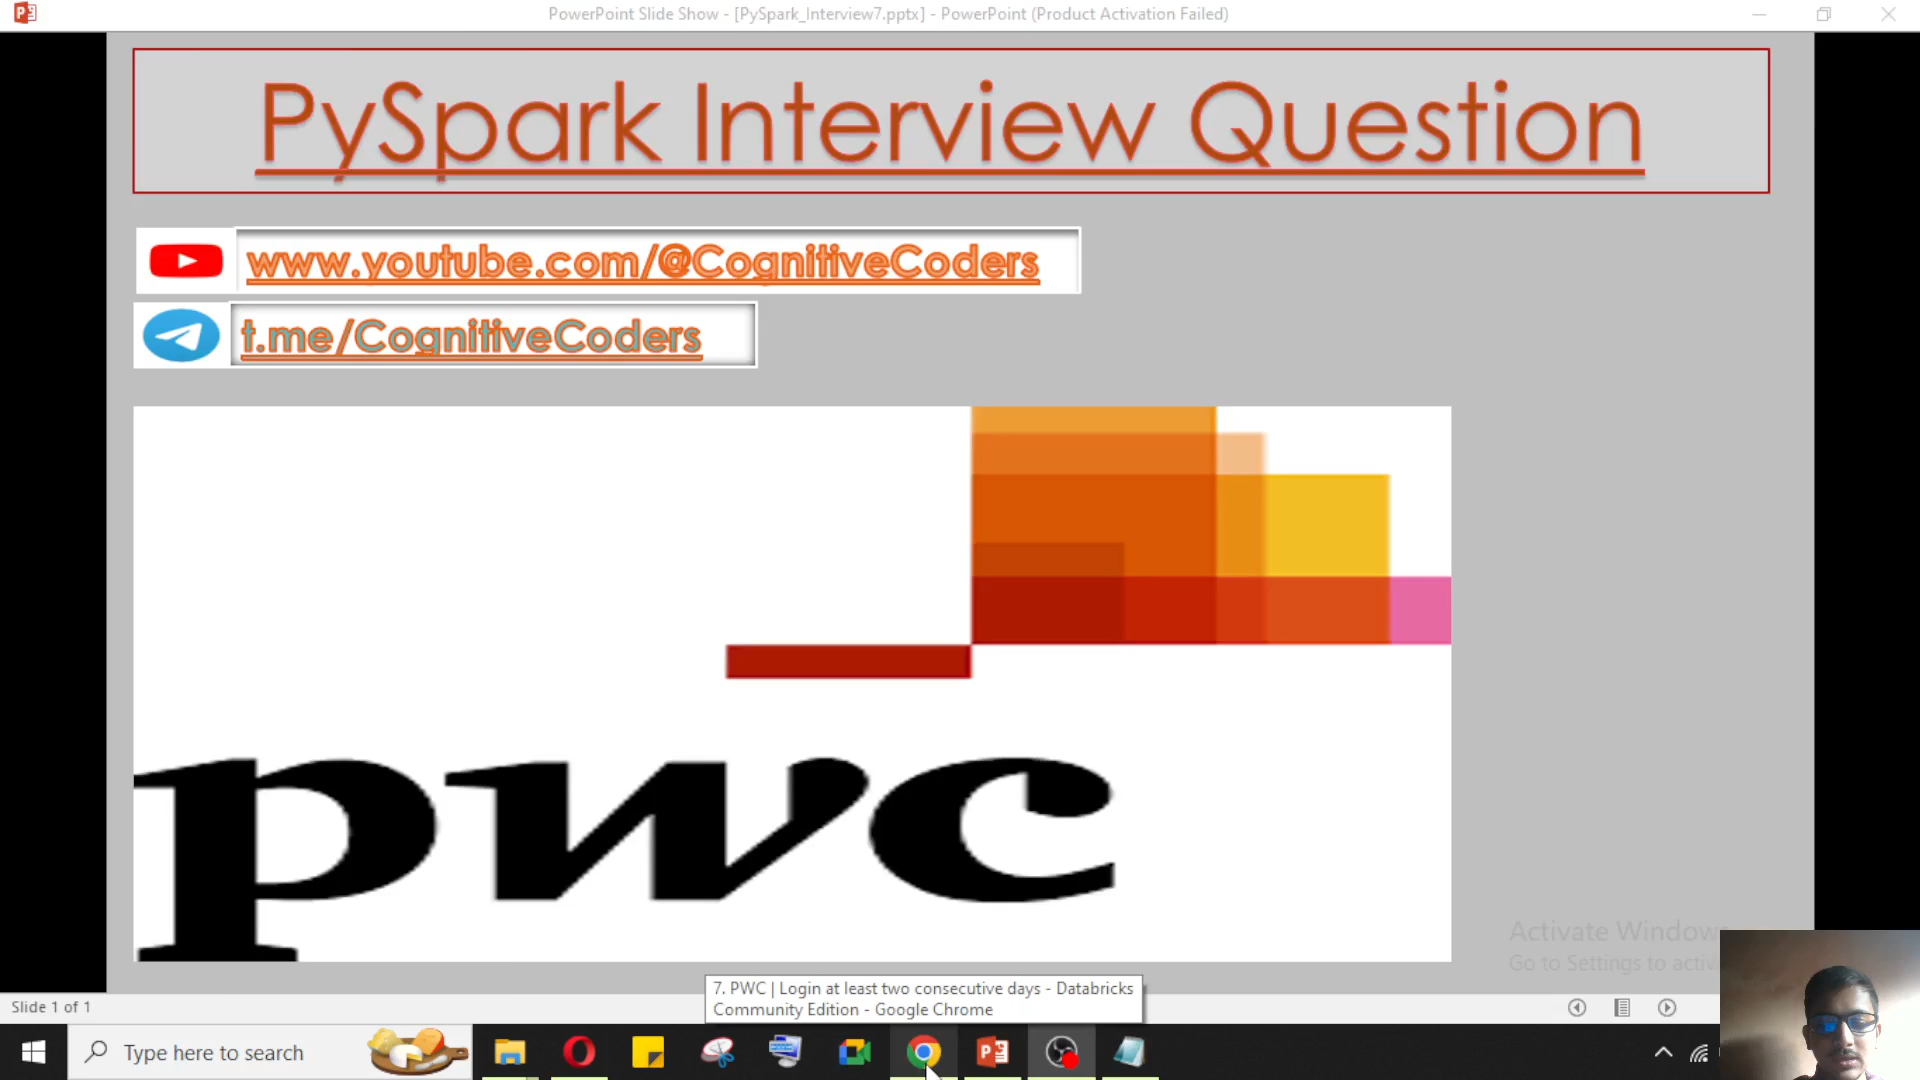 PowerPoint Slide Show - [PySpark_Interview7.pptx] - PowerPoint (Product Activation Failed)
PySpark Interview Question
www.youtube.com/@CognitiveCoders
t.me/CognitiveCoders
pwc
Activate Windows
Go to Settings to
7. PWC | Login at least two consecutive days - Databricks
Community Edition - Google Chrome
Slide 1 of 1
Type here to search